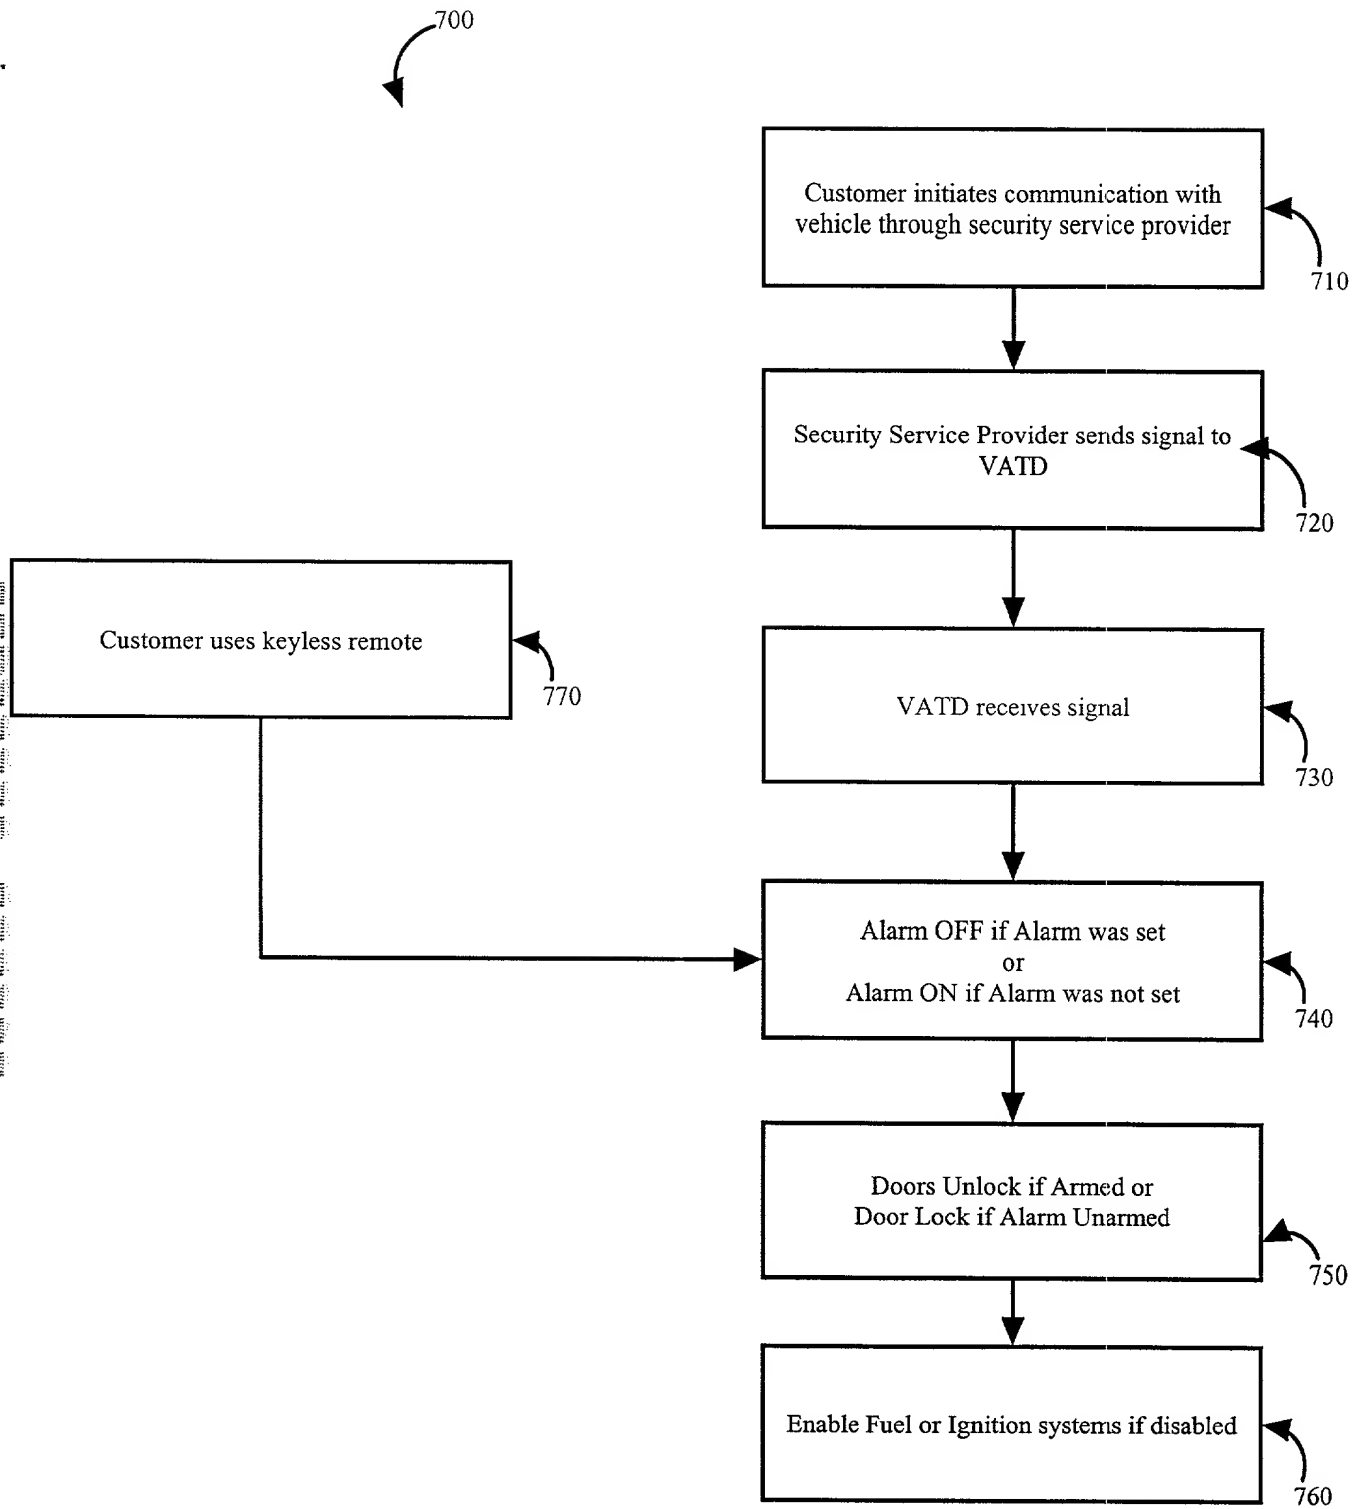 700
Customer initiates communication with
vehicle through security service provider
710
Security Service Provider sends signal to
VATD
720
Customer uses keyless remote
770
VATD receives signal
730
Alarm OFF if Alarm was set
or
Alarm ON if Alarm was not set
740
Doors Unlock if Armed or
Door Lock if Alarm Unarmed
750
Enable Fuel or Ignition systems if disabled
760